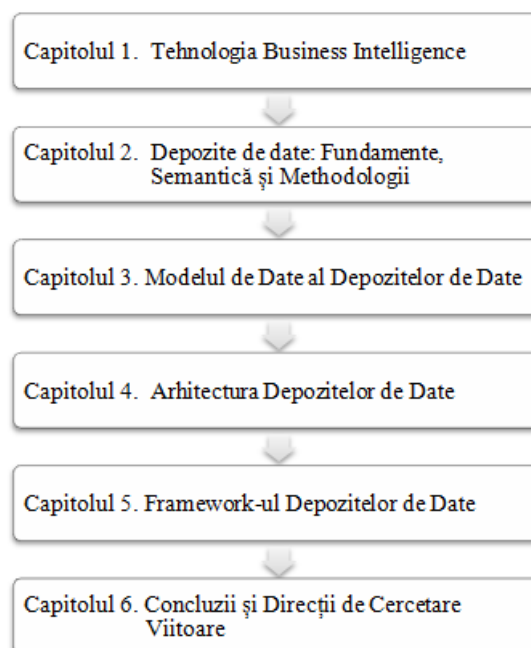 Capitolul 1. Tehnologia Business Intelligence
Capitolul 2. Depozite de date: Fundamente,
Semantică și Methodologii
Capitolul 3. Modelul de Date al Depozitelor de Date
Capitolul 4. Arhitectura Depozitelor de Date
Capitolul 5. Framework-ul Depozitelor de Date
Capitolul 6. Concluzii și Direcții de Cercetare
Viitoare